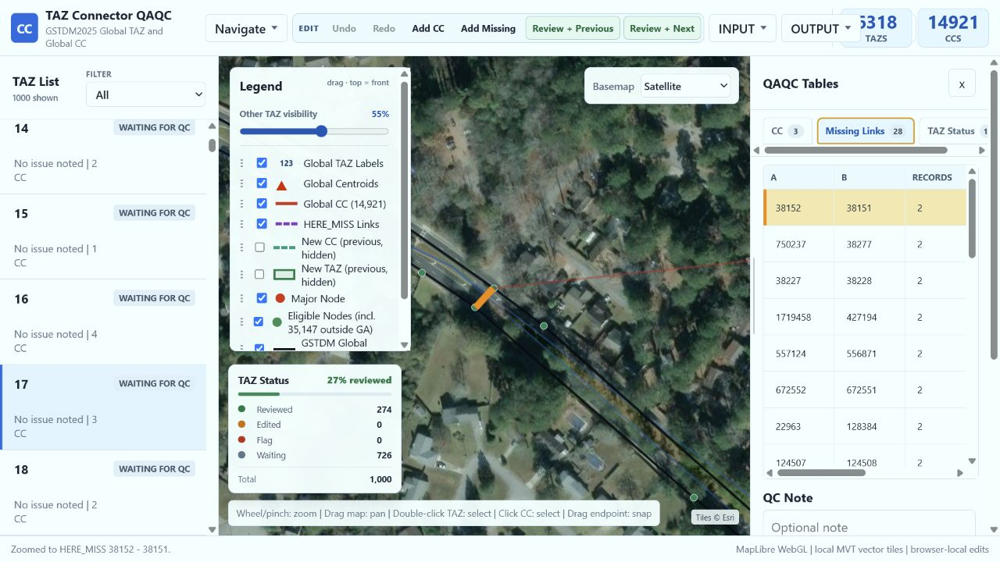 CC
TAZ Connector QAQC
GSTDM2025 Global TAZ and
Global CC
Navigate
EDIT
Undo
Redo
Add CC
Add Missing
Review + Previous
Review + Next
INPUT
OUTPUT
6318
TAZS
14921
CCS
TAZ List
1000 shown
FILTER
All
14
WAITING FOR QC
No issue noted | 2
CC
15
WAITING FOR QC
No issue noted | 1
CC
16
WAITING FOR QC
No issue noted | 4
CC
17
WAITING FOR QC
No issue noted | 3
CC
18
WAITING FOR QC
No issue noted | 2
CC
Legend
drag · top = front
Other TAZ visibility
55%
123 Global TAZ Labels
Global Centroids
Global CC (14,921)
HERE_MISS Links
New CC (previous,
hidden)
New TAZ (previous,
hidden)
Major Node
Eligible Nodes (incl.
35,147 outside GA)
GSTDM Global
TAZ Status
27% reviewed
Reviewed 274
Edited 0
Flag 0
Waiting 726
Total 1,000
Wheel/pinch: zoom | Drag map: pan | Double-click TAZ: select | Click CC: select | Drag endpoint: snap
Basemap
Satellite
Tiles © Esri
QAQC Tables
x
CC 3
Missing Links 28
TAZ Status 1
A B RECORDS
38152 38151 2
750237 38277 2
38227 38228 2
1719458 427194 2
557124 556871 2
672552 672551 2
22963 128384 2
124507 124508 2
QC Note
Optional note
Zoomed to HERE_MISS 38152 - 38151.
MapLibre WebGL | local MVT vector tiles | browser-local edits